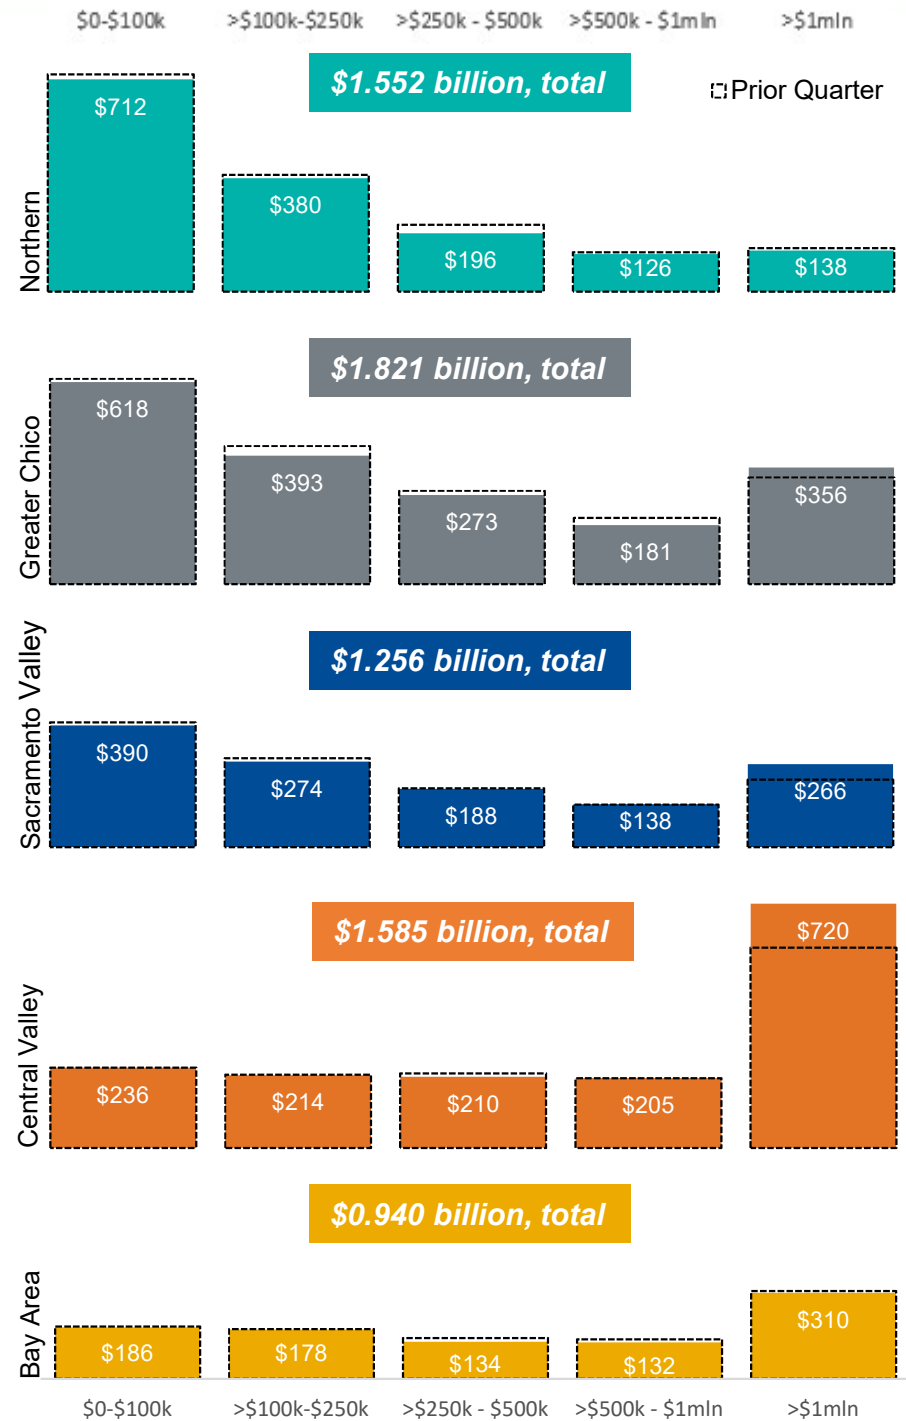 $0-$100k >$100k-$250k >$250k - $500k >$500k - $1mln >$1mln
$1.552 billion, total
Prior Quarter
Northern
$712 $380 $196 $126 $138
$1.821 billion, total
Greater Chico
$618 $393 $273 $181 $356
$1.256 billion, total
Sacramento Valley
$390 $274 $188 $138 $266
$1.585 billion, total
Central Valley
$236 $214 $210 $205 $720
$0.940 billion, total
Bay Area
$186 $178 $134 $132 $310
$0-$100k >$100k-$250k >$250k - $500k >$500k - $1mln >$1mln